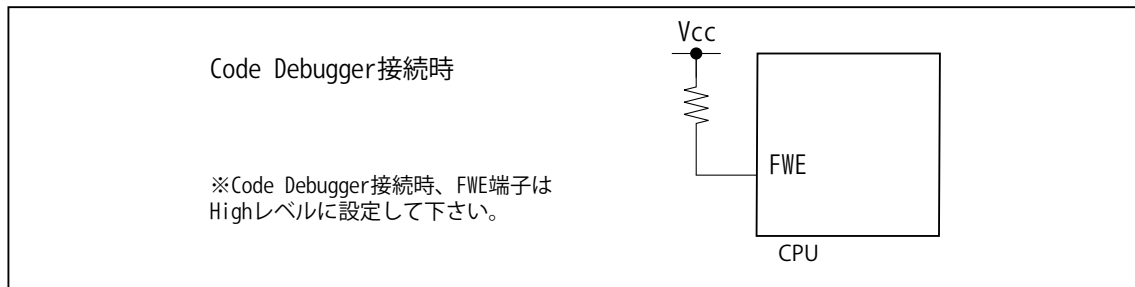 Vcc
Code Debugger接続時
FWE
※Code Debugger接続時、FWE端子は
Highレベルに設定して下さい。
CPU